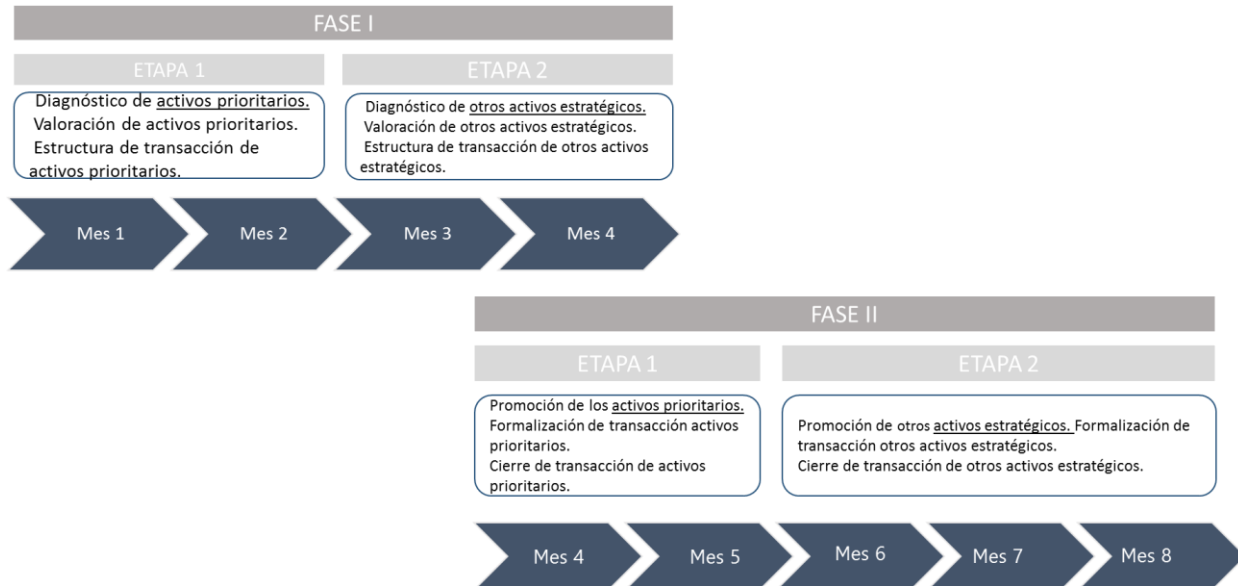 FASE I
ETAPA 1
Diagnóstico de activos prioritarios.
Valoración de activos prioritarios.
Estructura de transacción de
activos prioritarios.
ETAPA 2
Diagnóstico de otros activos estratégicos.
Valoración de otros activos estratégicos.
Estructura de transacción de otros activos
estratégicos.
Mes 1
Mes 2
Mes 3
Mes 4
FASE II
ETAPA 1
Promoción de los activos prioritarios.
Formalización de transacción activos
prioritarios.
Cierre de transacción de activos
prioritarios.
ETAPA 2
Promoción de otros activos estratégicos. Formalización de
transacción otros activos estratégicos.
Cierre de transacción de otros activos estratégicos.
Mes 4
Mes 5
Mes 6
Mes 7
Mes 8